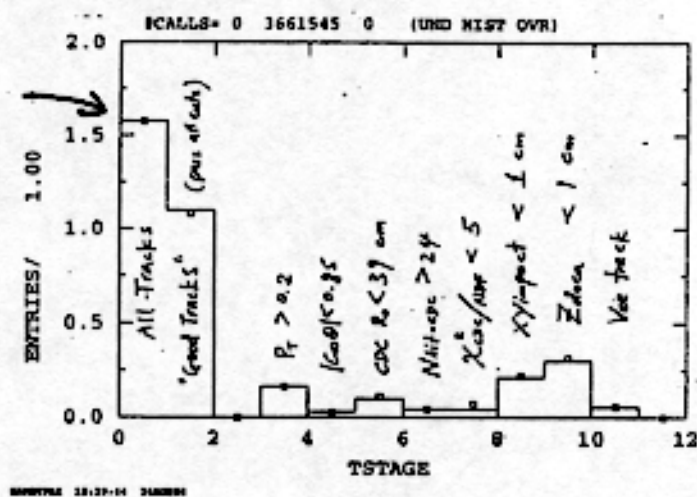 #CALLS= 0 3661545 0 (UND HIST OVR)
2.0
1.5
1.0
0.5
0.0
ENTRIES/ 1.00
All-Tracks
"Good Tracks" (pass all cuts)
PT > 0.2
|Cosθ| < 0.85
CDC R0 < 39 cm
Nhit-CDC > 24
χ²CDC/NDF < 5
XYimpact < 1 cm
Zdoca < 1 cm
Vee track
0 2 4 6 8 10 12
TSTAGE